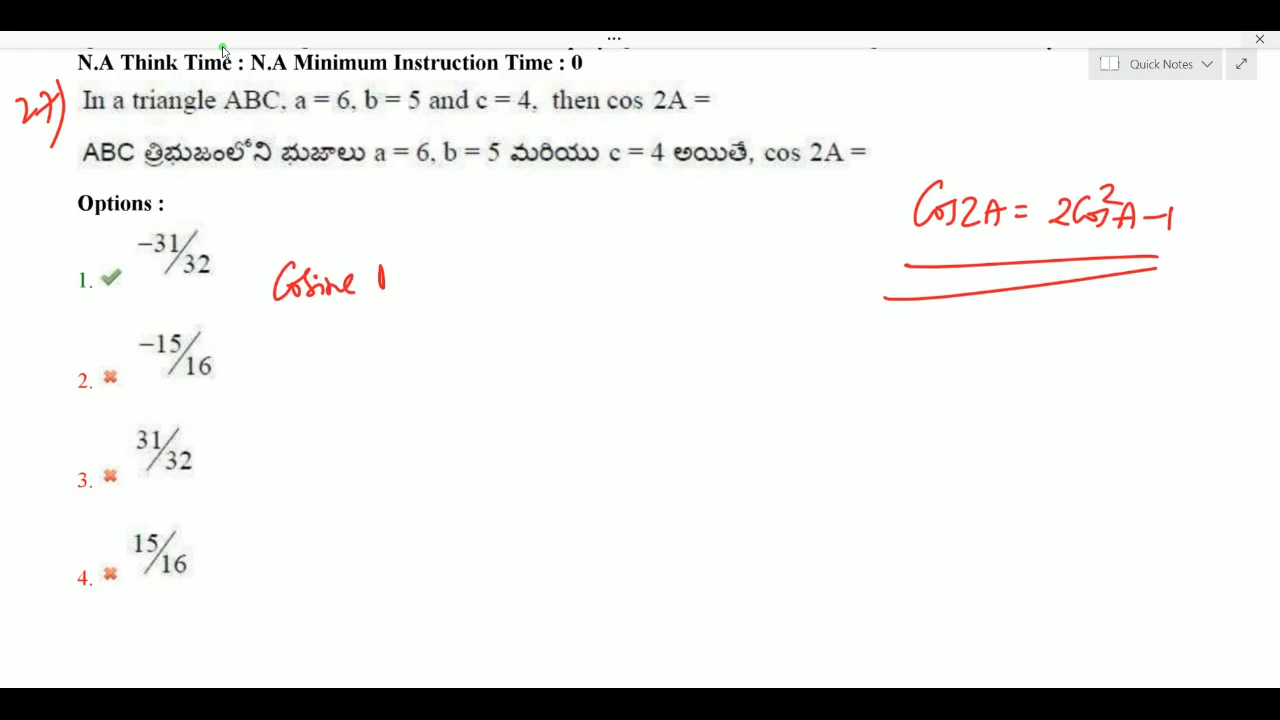 N.A Think Time : N.A Minimum Instruction Time : 0
Quick Notes
27)
In a triangle ABC, a = 6, b = 5 and c = 4, then cos 2A =
ABC త్రిభుజంలోని భుజాలు a = 6, b = 5 మరియు c = 4 అయితే, cos 2A =
Cos2A = 2Cos²A-1
Options :
1. -31/32
Cosine
2. -15/16
3. 31/32
4. 15/16